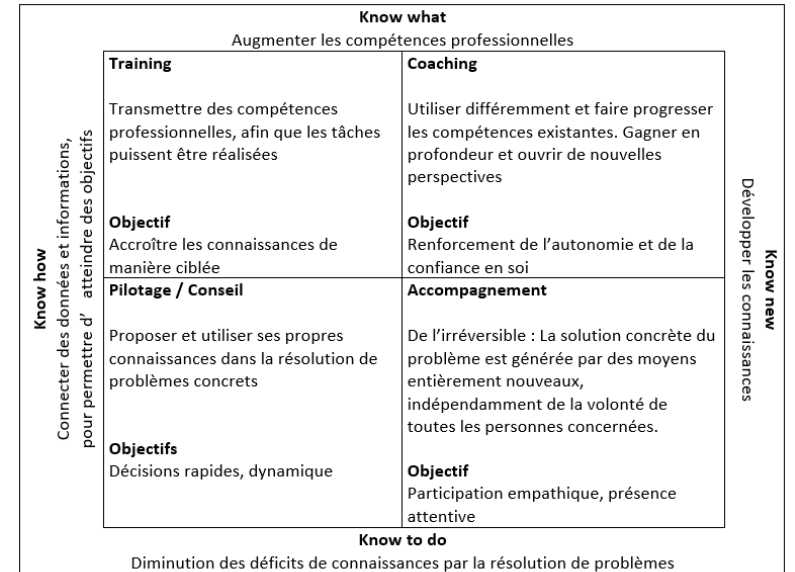 Know what
Augmenter les compétences professionnelles
Know how
Connecter des données et informations,
pour permettre d’ atteindre des objectifs
Training
Transmettre des compétences
professionnelles, afin que les tâches
puissent être réalisées
Objectif
Accroître les connaissances de
manière ciblée
Coaching
Utiliser différemment et faire progresser
les compétences existantes. Gagner en
profondeur et ouvrir de nouvelles
perspectives
Objectif
Renforcement de l’autonomie et de la
confiance en soi
Pilotage / Conseil
Proposer et utiliser ses propres
connaissances dans la résolution de
problèmes concrets
Objectifs
Décisions rapides, dynamique
Accompagnement
De l’irréversible : La solution concrète du
problème est générée par des moyens
entièrement nouveaux,
indépendamment de la volonté de
toutes les personnes concernées.
Objectif
Participation empathique, présence
attentive
Know new
Développer les connaissances
Know to do
Diminution des déficits de connaissances par la résolution de problèmes